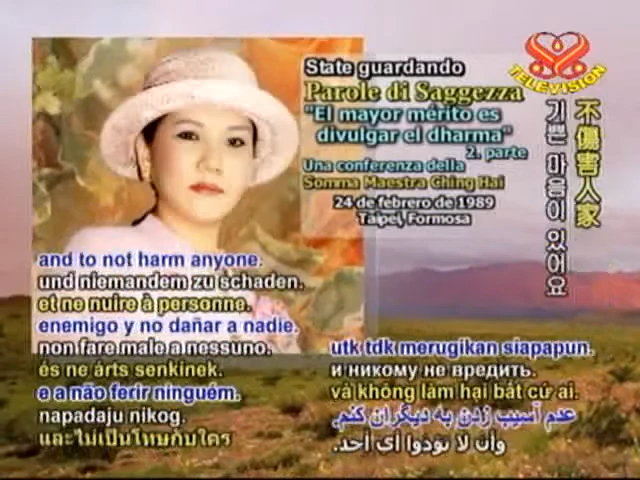 State guardando
Parole di Saggezza
"El mayor mérito es
divulgar el dharma"
2. parte
Una conferenza della
Somma Maestra Ching Hai
24 de febrero de 1989
Taipei, Formosa
TELEVISION
不傷害人家
기쁜 마음이 있어요
and to not harm anyone.
und niemandem zu schaden.
et ne nuire à personne.
enemigo y no dañar a nadie.
non fare male a nessuno.
és ne árts senkinek.
e a não ferir ninguém.
napadaju nikog.
และไม่เป็นโทษกับใคร
utk tdk merugikan siapapun.
и никому не вредить.
và không làm hại bất cứ ai.
عدم آسیب زدن به دیگران کنم.
وأن لا تؤذوا أي أحد.